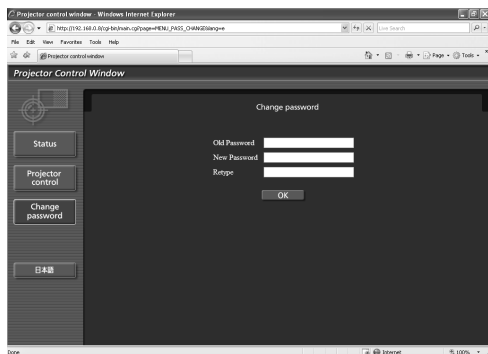 Projector control window - Windows Internet Explorer
http://192.168.0.8/cgi-bin/main.cgi?page=MENU_PASS_CHANGE&lang=e
Live Search
File Edit View Favorites Tools Help
Projector control window
Page Tools
Projector Control Window
Change password
Status
Projector control
Change password
日本語
Old Password
New Password
Retype
OK
Done
Internet
100%